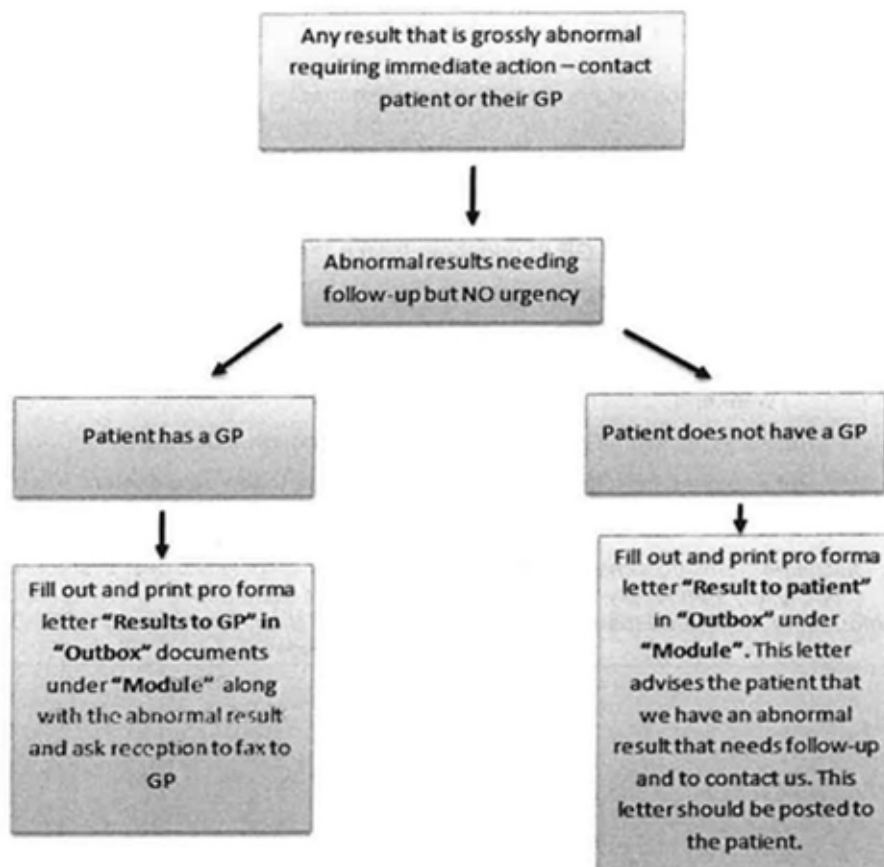 Any result that is grossly abnormal
requiring immediate action – contact
patient or their GP
Abnormal results needing
follow-up but NO urgency
Patient has a GP
Patient does not have a GP
Fill out and print pro forma
letter "Results to GP" in
"Outbox" documents
under "Module" along
with the abnormal result
and ask reception to fax to
GP
Fill out and print pro forma
letter "Result to patient"
in "Outbox" under
"Module". This letter
advises the patient that
we have an abnormal
result that needs follow-up
and to contact us. This
letter should be posted to
the patient.